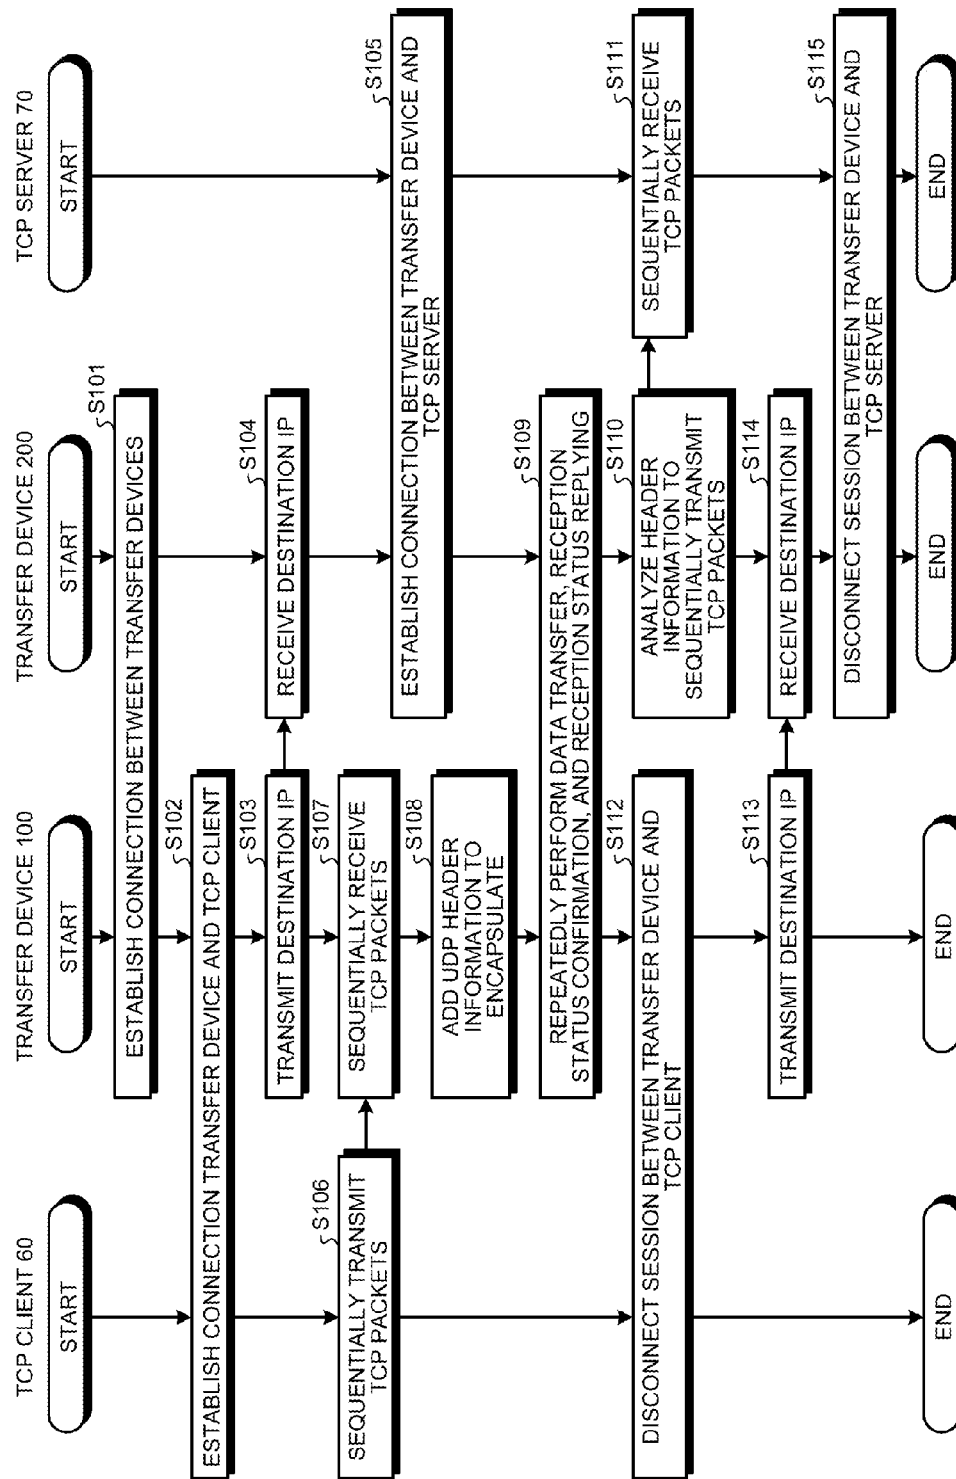 TCP CLIENT 60
TRANSFER DEVICE 100
TRANSFER DEVICE 200
TCP SERVER 70
START
START
START
START
S101
ESTABLISH CONNECTION BETWEEN TRANSFER DEVICES
S102
ESTABLISH CONNECTION TRANSFER DEVICE AND TCP CLIENT
S103
TRANSMIT DESTINATION IP
S104
RECEIVE DESTINATION IP
S105
ESTABLISH CONNECTION BETWEEN TRANSFER DEVICE AND
TCP SERVER
S106
SEQUENTIALLY TRANSMIT
TCP PACKETS
S107
SEQUENTIALLY RECEIVE
TCP PACKETS
S108
ADD UDP HEADER
INFORMATION TO
ENCAPSULATE
S109
REPEATEDLY PERFORM DATA TRANSFER, RECEPTION
STATUS CONFIRMATION, AND RECEPTION STATUS REPLYING
S110
ANALYZE HEADER
INFORMATION TO
SEQUENTIALLY TRANSMIT
TCP PACKETS
S111
SEQUENTIALLY RECEIVE
TCP PACKETS
S112
DISCONNECT SESSION BETWEEN TRANSFER DEVICE AND
TCP CLIENT
S113
TRANSMIT DESTINATION IP
S114
RECEIVE DESTINATION IP
S115
DISCONNECT SESSION BETWEEN TRANSFER DEVICE AND
TCP SERVER
END
END
END
END